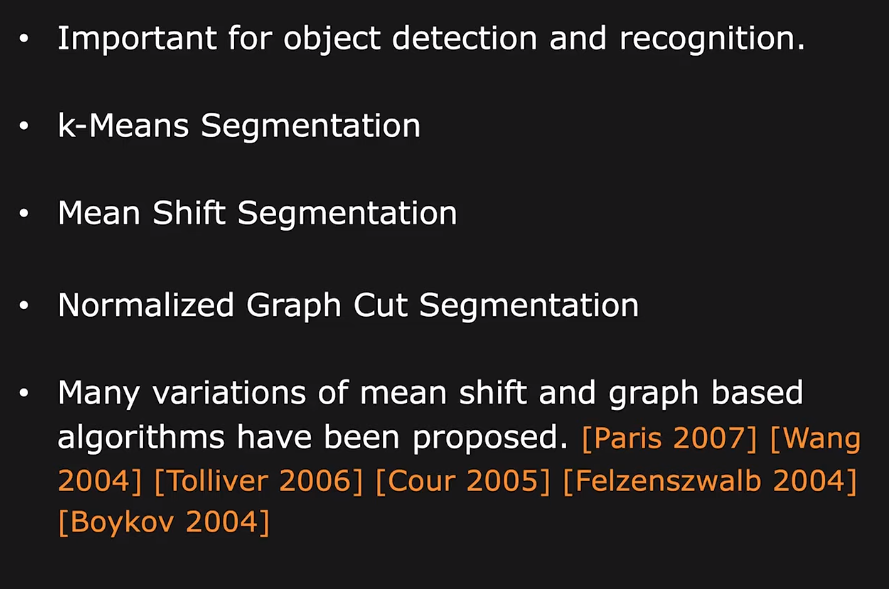 • Important for object detection and recognition.
• k-Means Segmentation
• Mean Shift Segmentation
• Normalized Graph Cut Segmentation
• Many variations of mean shift and graph based
algorithms have been proposed. [Paris 2007] [Wang
2004] [Tolliver 2006] [Cour 2005] [Felzenszwalb 2004]
[Boykov 2004]